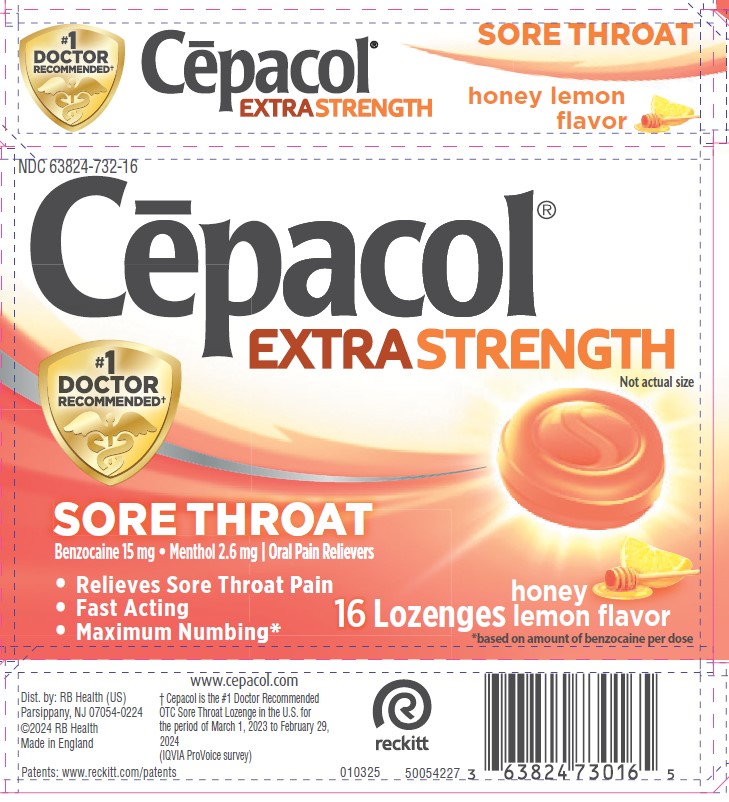 #1
DOCTOR
RECOMMENDED†
Cēpacol®
EXTRA STRENGTH
SORE THROAT
honey lemon
flavor
NDC 63824-732-16
Cēpacol®
EXTRA STRENGTH
#1
DOCTOR
RECOMMENDED†
Not actual size
SORE THROAT
Benzocaine 15 mg • Menthol 2.6 mg | Oral Pain Relievers
• Relieves Sore Throat Pain
• Fast Acting
• Maximum Numbing*
16 Lozenges
honey
lemon flavor
*based on amount of benzocaine per dose
www.cepacol.com
Dist. by: RB Health (US)
Parsippany, NJ 07054-0224
©2024 RB Health
Made in England
Patents: www.reckitt.com/patents
† Cepacol is the #1 Doctor Recommended
OTC Sore Throat Lozenge in the U.S. for
the period of March 1, 2023 to February 29,
2024
(IQVIA ProVoice survey)
reckitt
010325 50054227
3 63824 73016 5